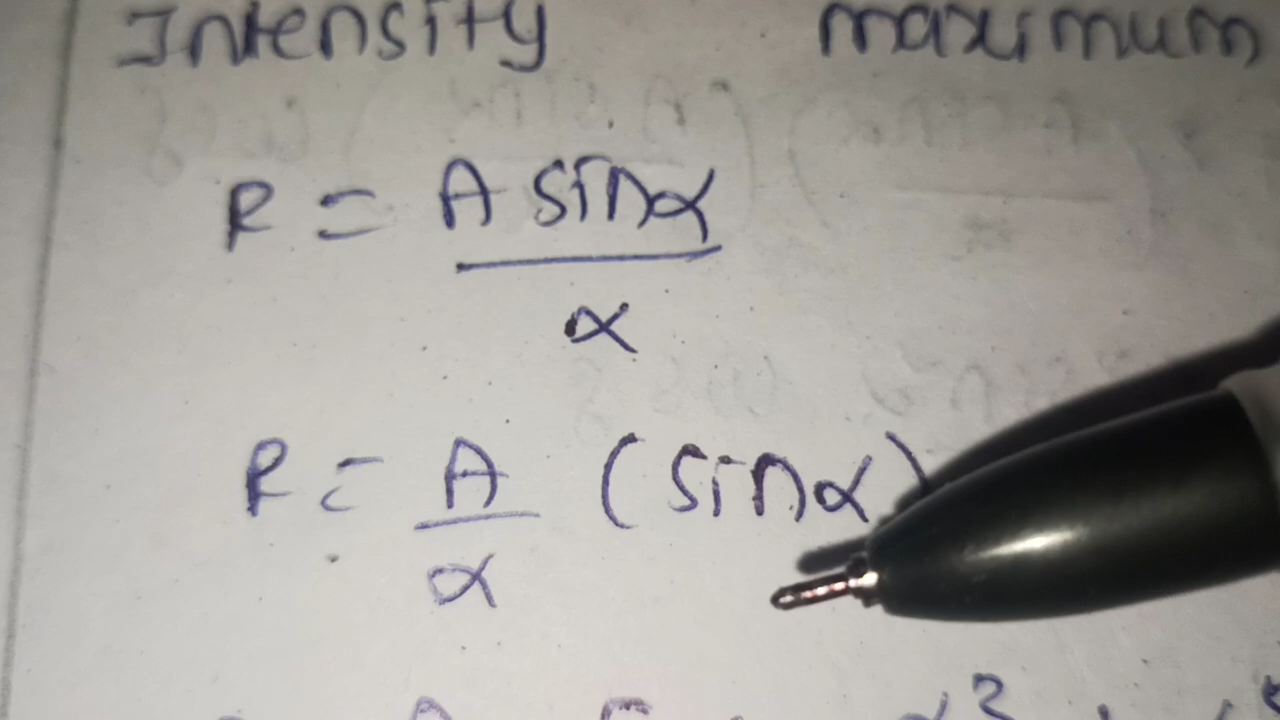 Intensity maximum
R = A sinα
α
R = A (sinα)
α